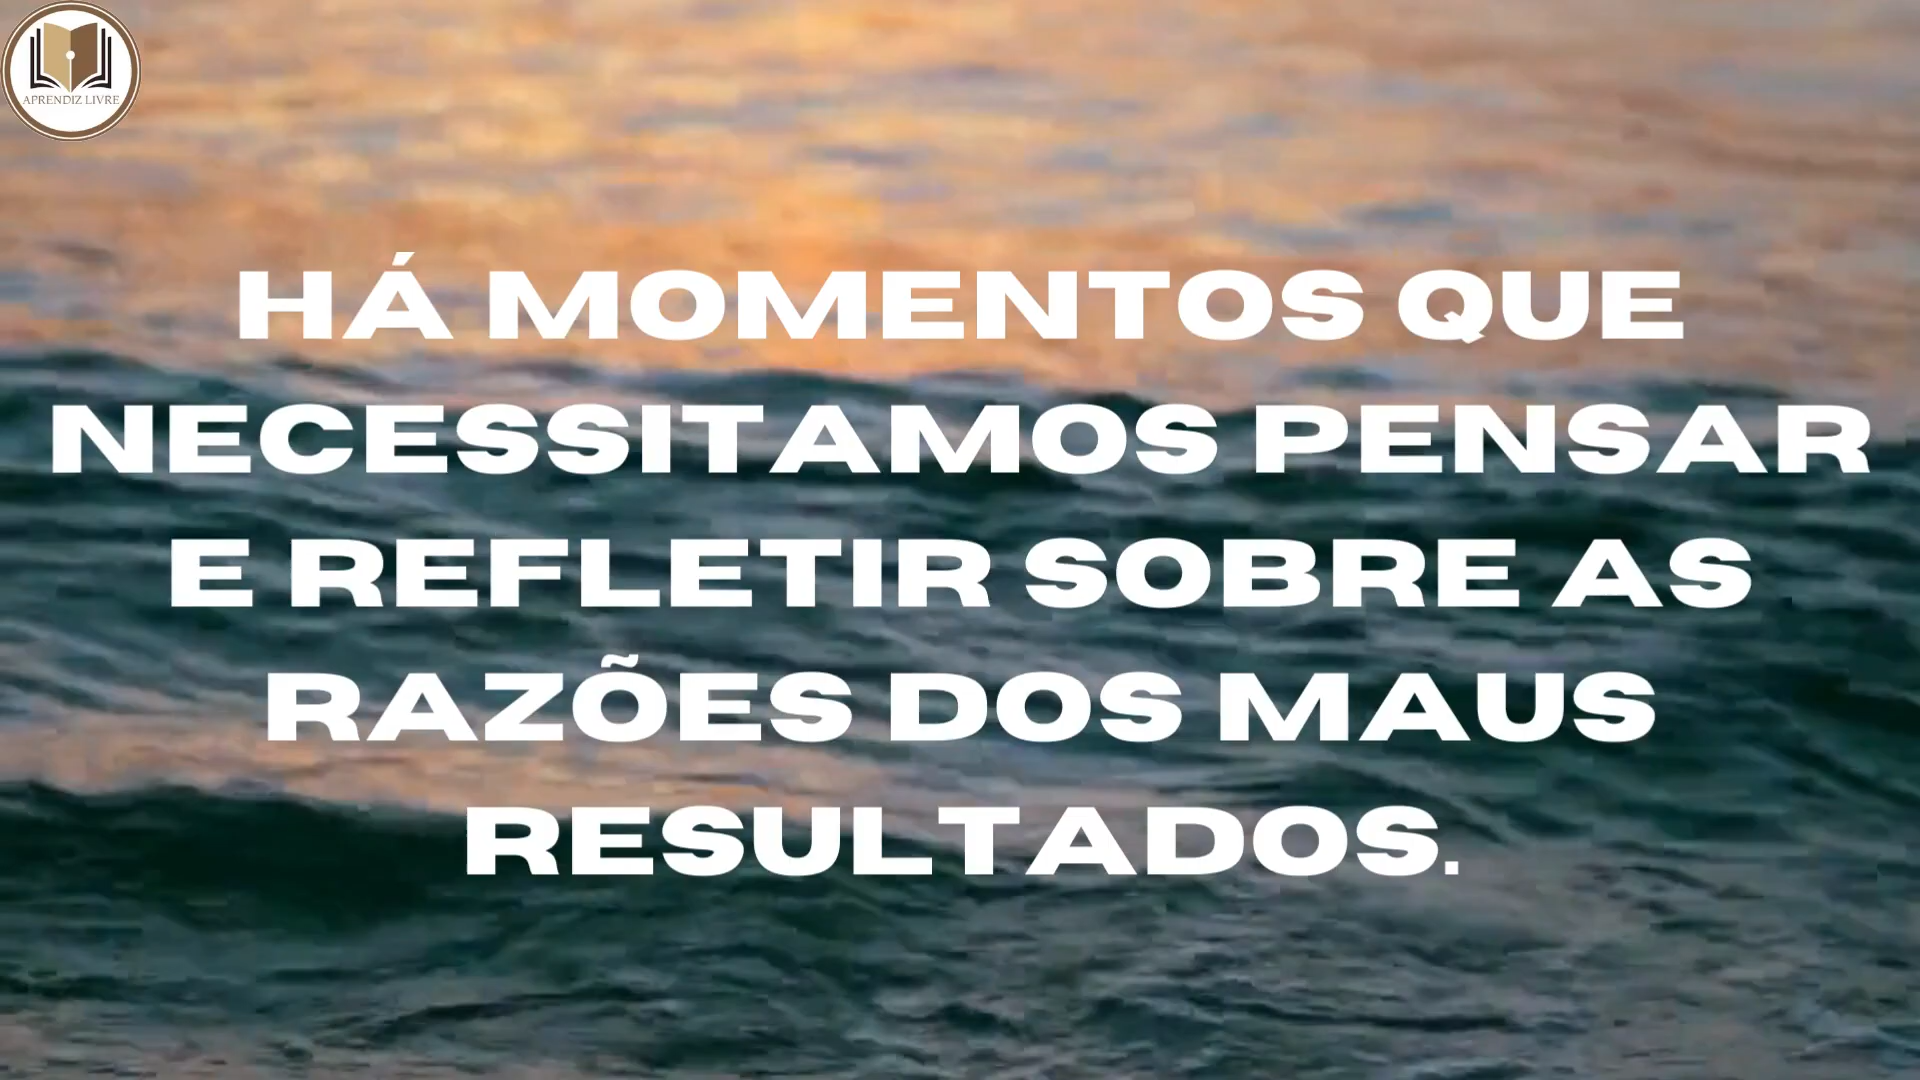 APRENDIZ LIVRE
HÁ MOMENTOS QUE
NECESSITAMOS PENSAR
E REFLETIR SOBRE AS
RAZÕES DOS MAUS
RESULTADOS.